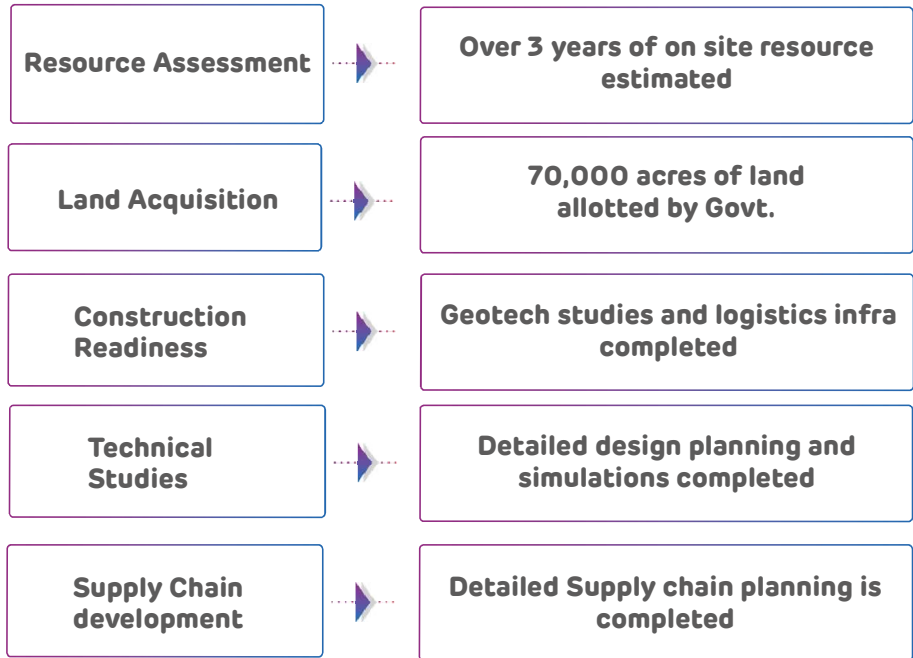 Resource Assessment
Over 3 years of on site resource
estimated
Land Acquisition
70,000 acres of land
allotted by Govt.
Construction
Readiness
Geotech studies and logistics infra
completed
Technical
Studies
Detailed design planning and
simulations completed
Supply Chain
development
Detailed Supply chain planning is
completed